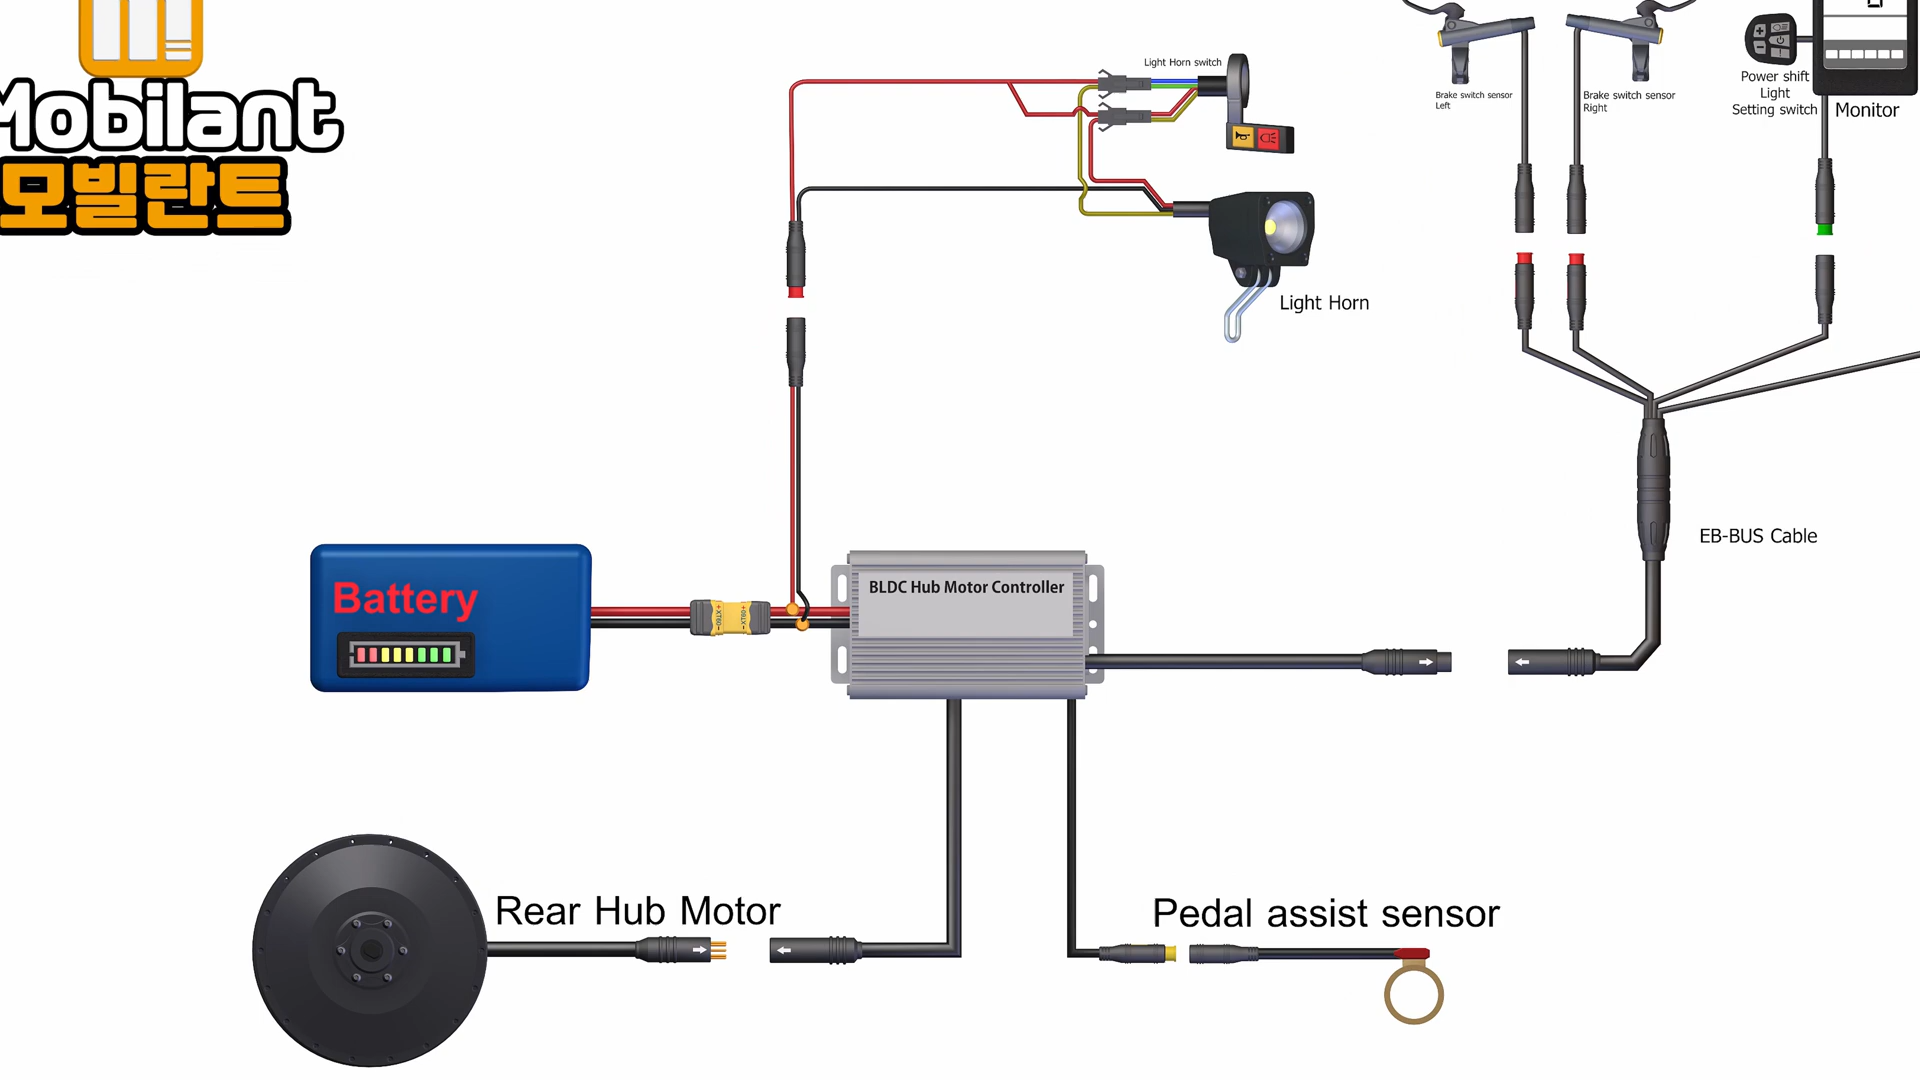 Mobilant
모빌란트
Light Horn switch
Light Horn
Brake switch sensor
Left
Brake switch sensor
Right
Power shift
Light
Setting switch
Monitor
EB-BUS Cable
Battery
XT60
XT60
BLDC Hub Motor Controller
Rear Hub Motor
Pedal assist sensor